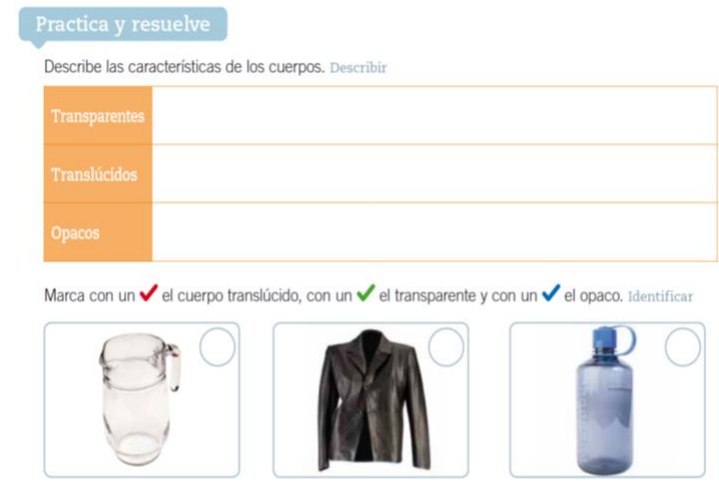 Practica y resuelve
Describe las características de los cuerpos. Describir
Transparentes
Translúcidos
Opacos
Marca con un ✔ el cuerpo translúcido, con un ✔ el transparente y con un ✔ el opaco. Identificar